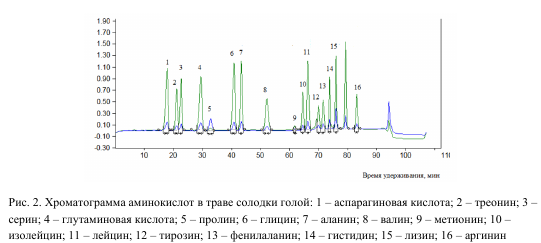 1.90
1.70
1.50
1.30
1.10
0.90
0.70
0.50
0.30
0.10
-0.10
-0.30
1 2 3 4 5 6 7 8 9 10 11 12 13 14 15 16
10 20 30 40 50 60 70 80 90 100 110
Время удерживания, мин
Рис. 2. Хроматограмма аминокислот в траве солодки голой: 1 – аспарагиновая кислота; 2 – треонин; 3 –
серин; 4 – глутаминовая кислота; 5 – пролин; 6 – глицин; 7 – аланин; 8 – валин; 9 – метионин; 10 –
изолейцин; 11 – лейцин; 12 – тирозин; 13 – фенилаланин; 14 – гистидин; 15 – лизин; 16 – аргинин